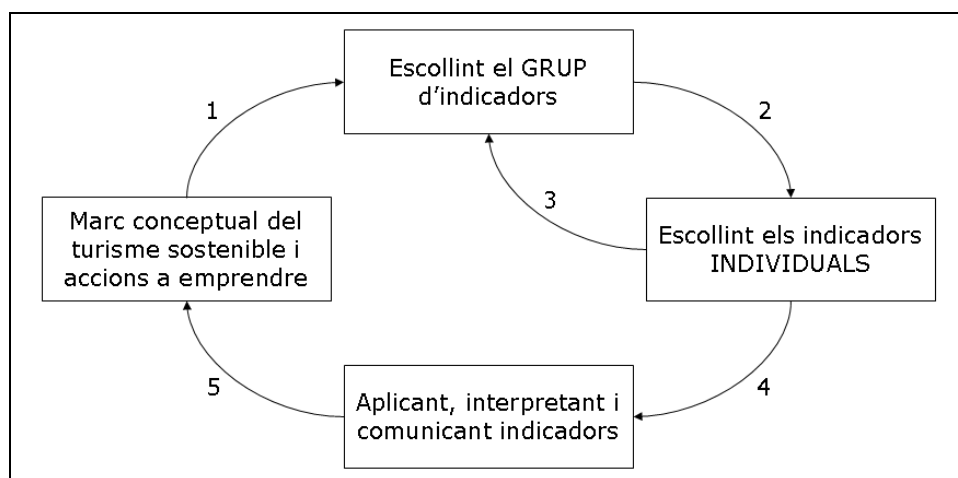 Escollint el GRUP
d'indicadors
1
2
3
Marc conceptual del
turisme sostenible i
accions a emprendre
Escollint els indicadors
INDIVIDUALS
5
4
Aplicant, interpretant i
comunicant indicadors